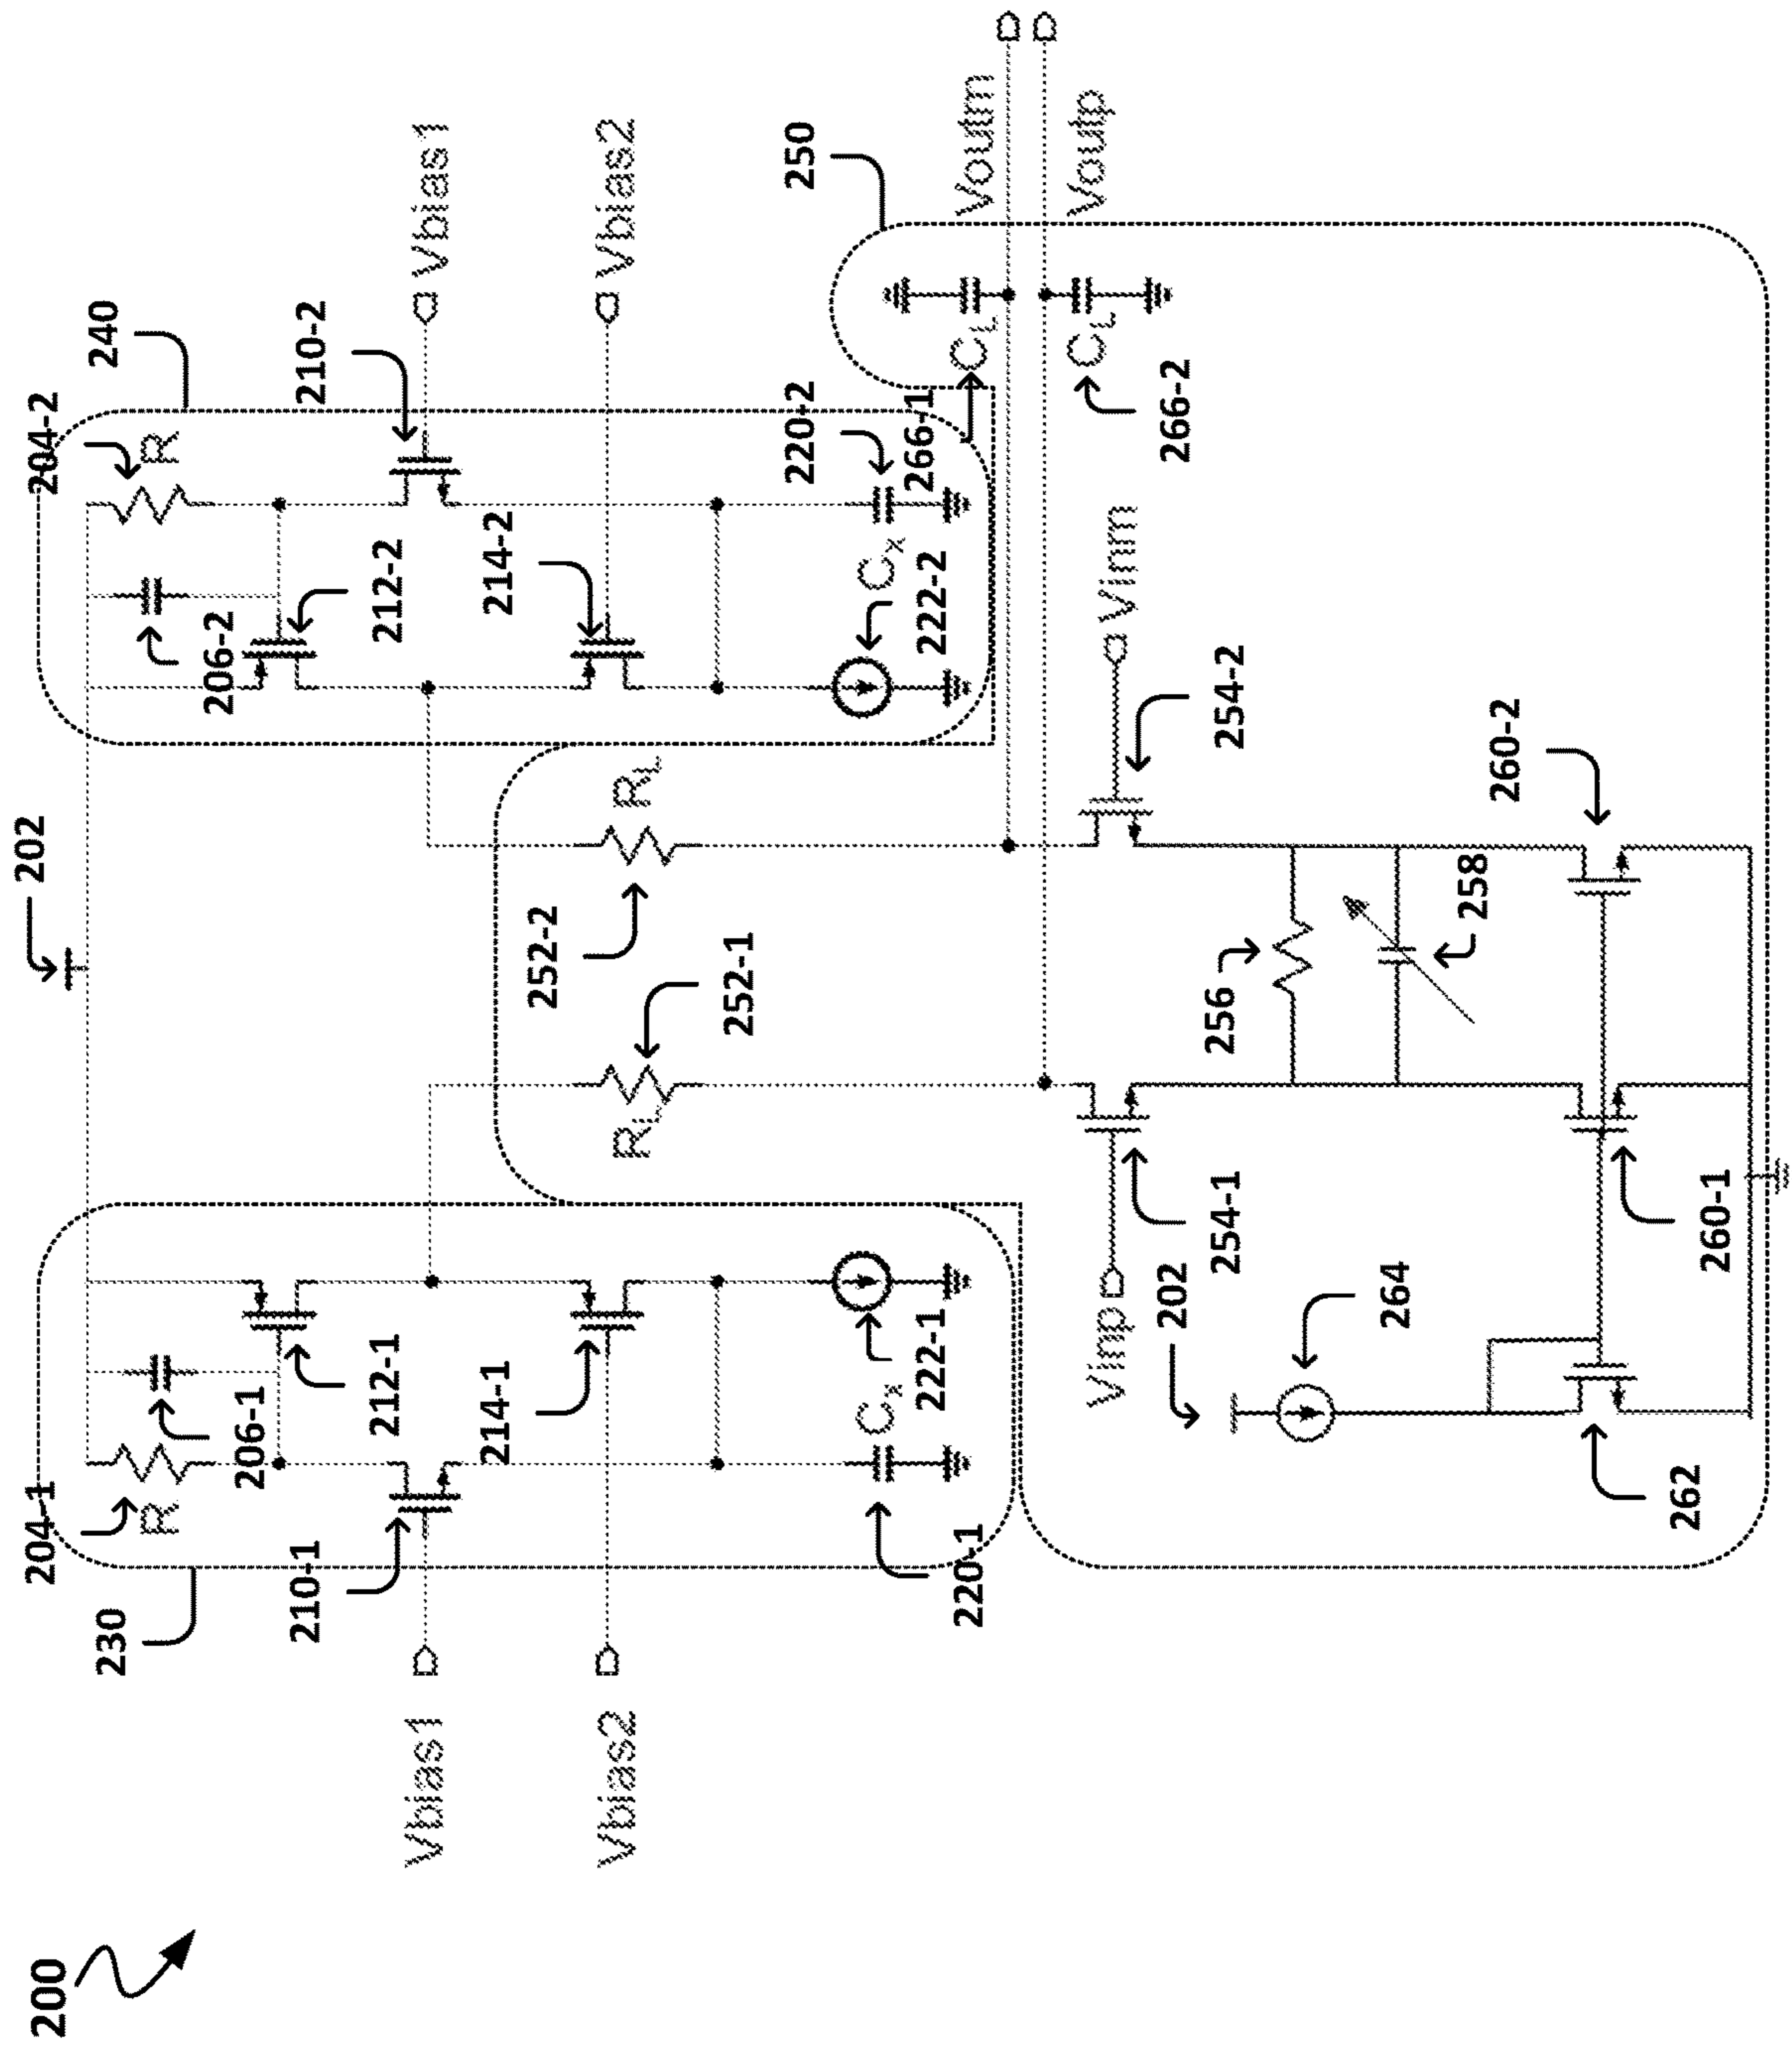 200
202
204-1
R
206-1
230
210-1
212-1
214-1
Vbias1
Vbias2
222-1
Cx
220-1
204-2
R
206-2
240
210-2
212-2
214-2
Vbias1
Vbias2
220-2
Cx
222-2
252-2
RL
252-1
RL
250
Voutm
Voutp
266-1
CL
CL
266-2
Vinm
254-2
Vinp
254-1
202
264
256
258
260-2
260-1
262